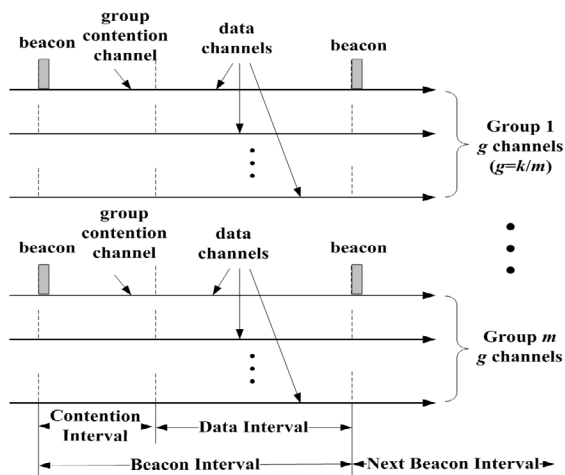 group
contention
channel
data
channels
beacon
beacon
Group 1
g channels
(g=k/m)
group
contention
channel
data
channels
beacon
beacon
Group m
g channels
Contention
Interval
Data Interval
Beacon Interval
Next Beacon Interval